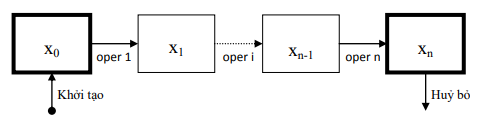 x0 oper 1 x1 oper i xn-1 oper n xn
Khởi tạo Huỷ bỏ